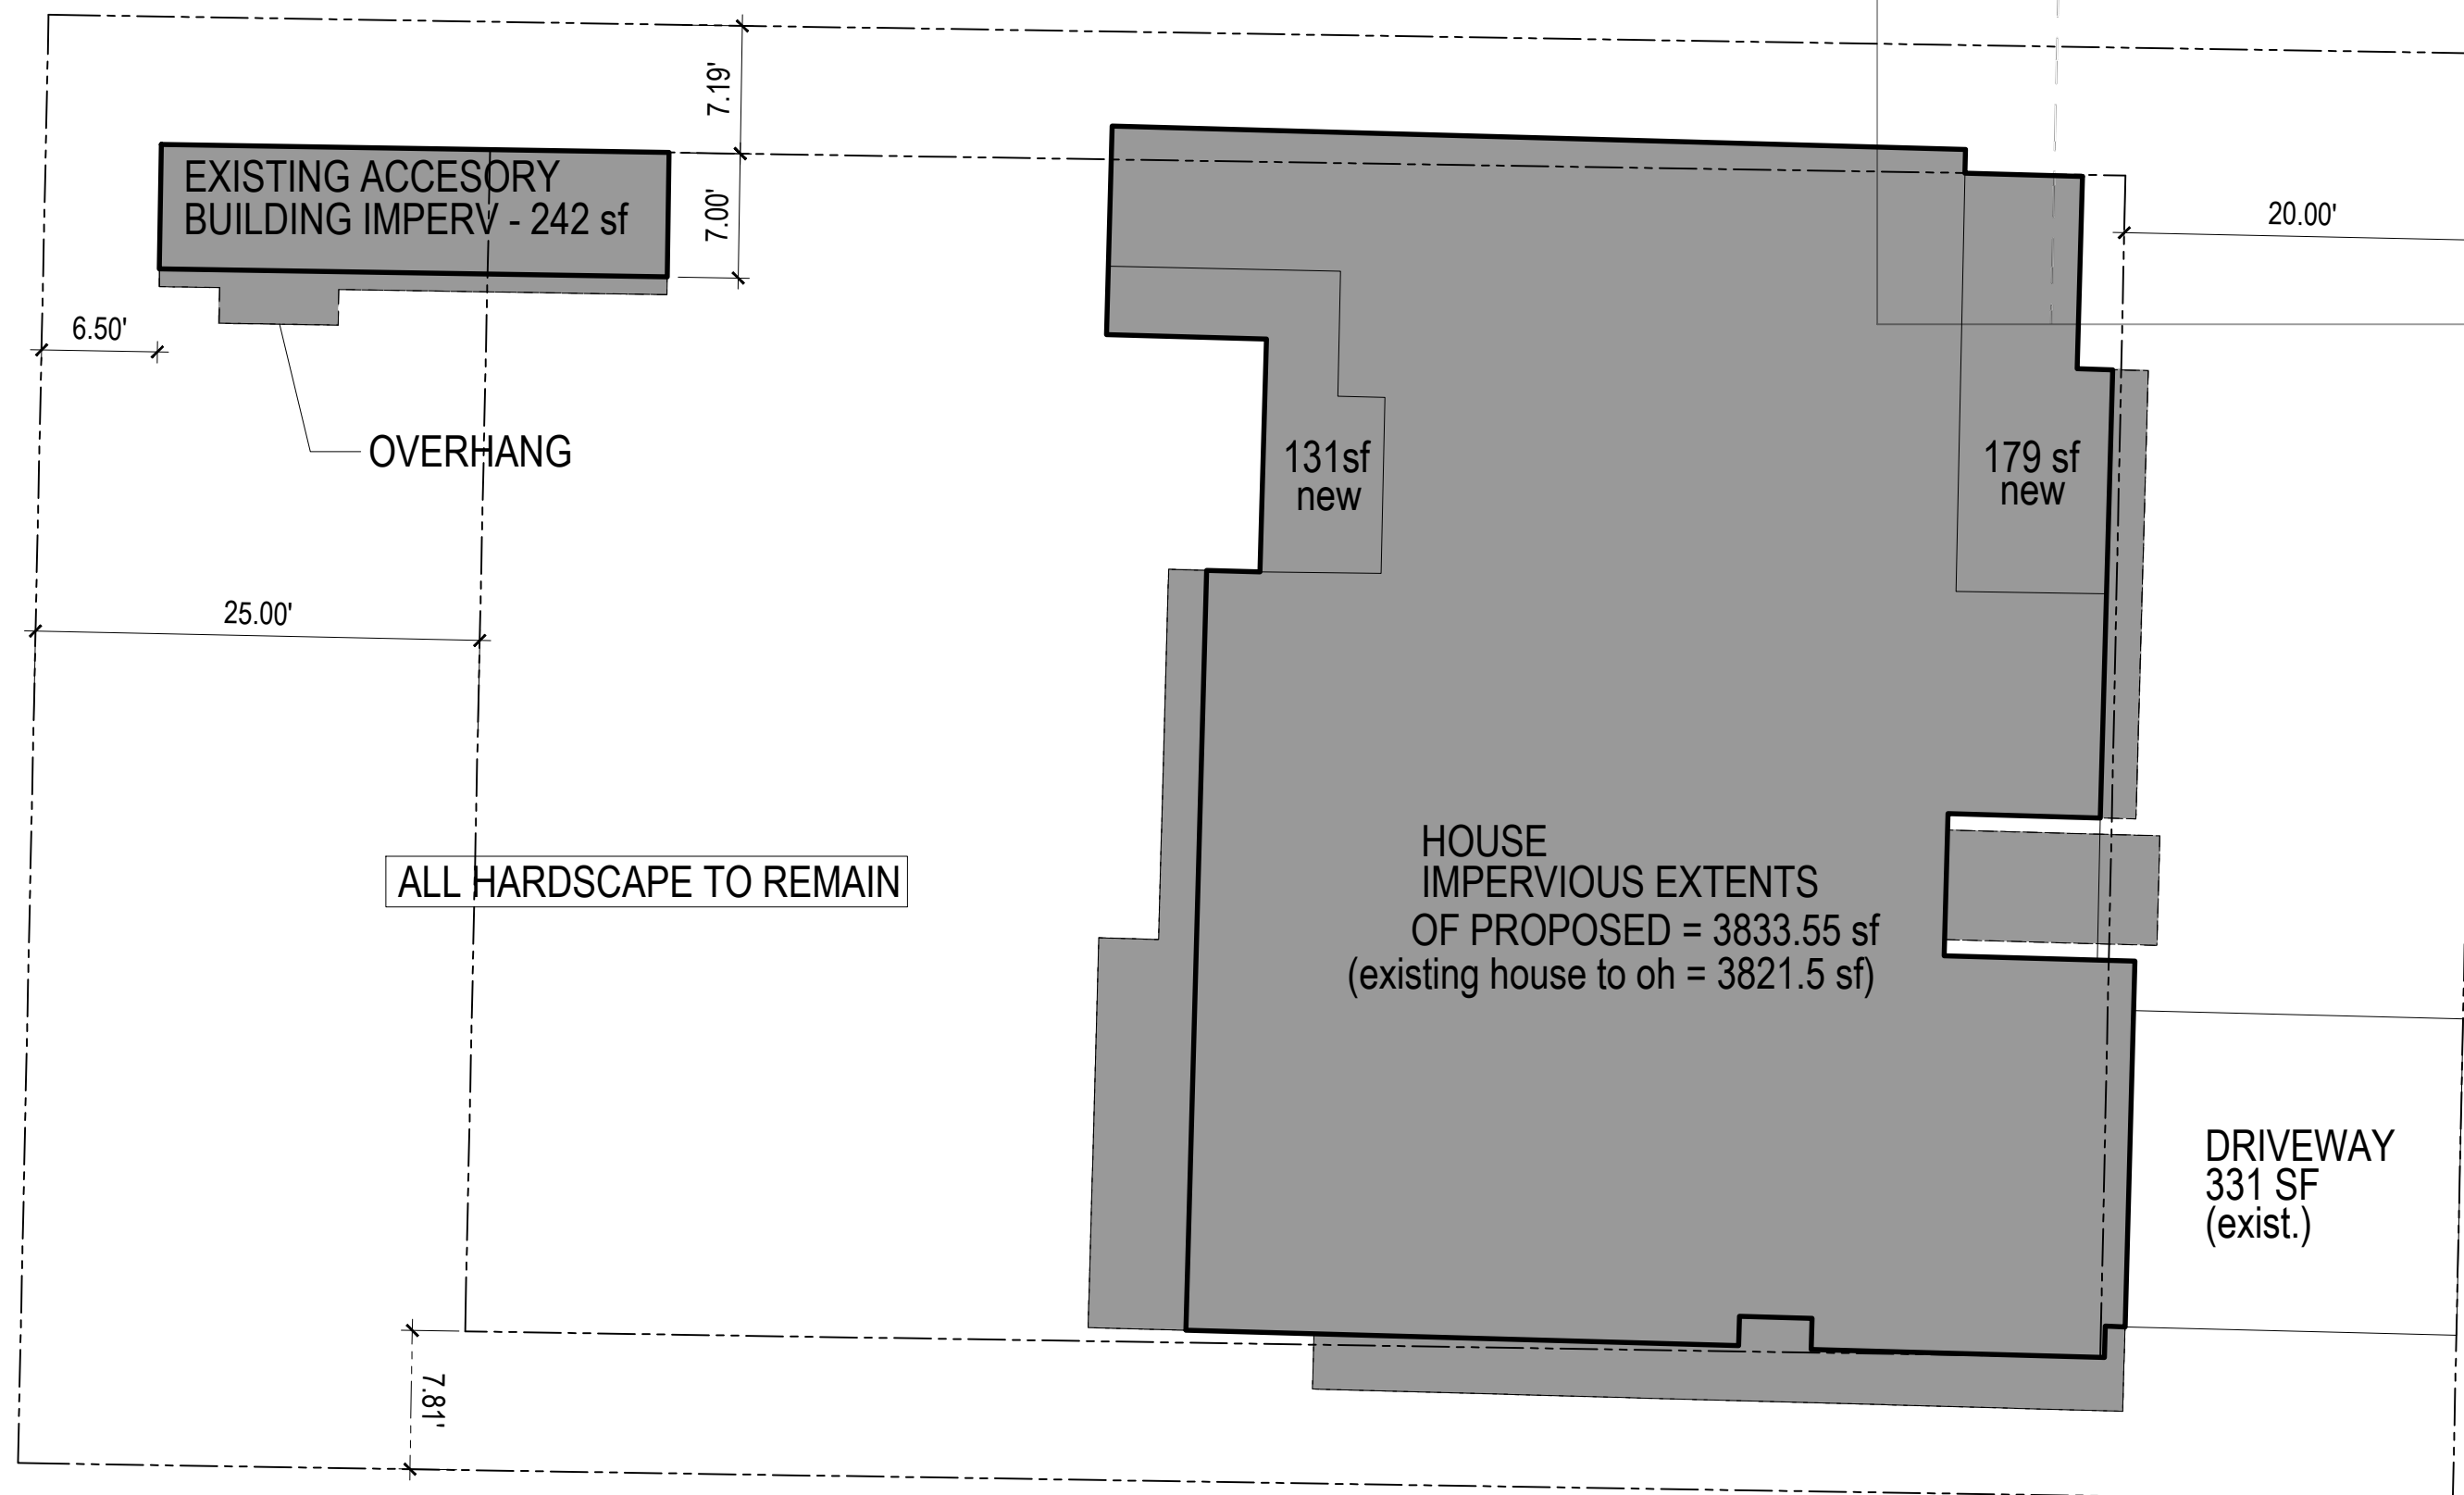 7.19'
EXISTING ACCESORY
BUILDING IMPERV - 242 sf
7.00'
20.00'
6.50'
OVERHANG
131sf
new
179 sf
new
25.00'
HOUSE
IMPERVIOUS EXTENTS
OF PROPOSED = 3833.55 sf
(existing house to oh = 3821.5 sf)
ALL HARDSCAPE TO REMAIN
DRIVEWAY
331 SF
(exist.)
7.81'